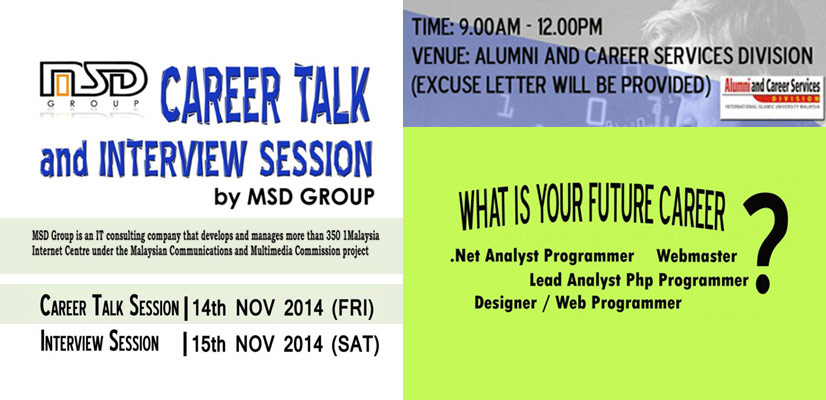 MSD
GROUP
CAREER TALK
and INTERVIEW SESSION
by MSD GROUP
MSD Group is an IT consulting company that develops and manages more than 350 1Malaysia
Internet Centre under the Malaysian Communications and Multimedia Commission project
CAREER TALK SESSION | 14th NOV 2014 (FRI)
INTERVIEW SESSION | 15th NOV 2014 (SAT)
TIME: 9.00AM - 12.00PM
VENUE: ALUMNI AND CAREER SERVICES DIVISION
(EXCUSE LETTER WILL BE PROVIDED)
Alumni and Career Services
DIVISION
INTERNATIONAL ISLAMIC UNIVERSITY MALAYSIA
WHAT IS YOUR FUTURE CAREER ?
.Net Analyst Programmer Webmaster
Lead Analyst Php Programmer
Designer / Web Programmer